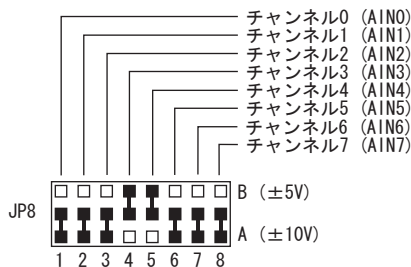 チャンネル0 (AIN0)
チャンネル1 (AIN1)
チャンネル2 (AIN2)
チャンネル3 (AIN3)
チャンネル4 (AIN4)
チャンネル5 (AIN5)
チャンネル6 (AIN6)
チャンネル7 (AIN7)
B (±5V)
JP8
A (±10V)
1 2 3 4 5 6 7 8